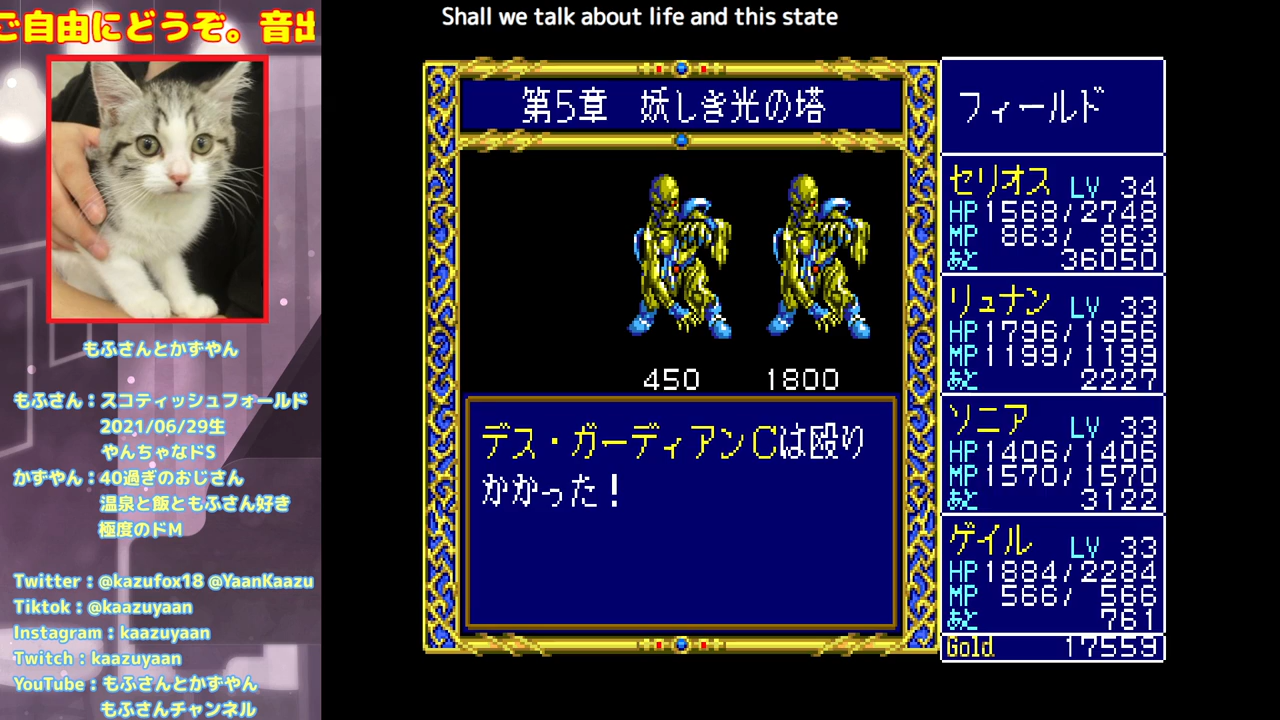 ご自由にどうぞ。音出
Shall we talk about life and this state
もふさんとかずやん
もふさん：スコティッシュフォールド
2021/06/29生
やんちゃなドS
かずやん：40過ぎのおじさん
温泉と飯ともふさん好き
極度のドM
Twitter：@kazufox18 @YaanKaazu
Tiktok：@kaazuyaan
Instagram：kaazuyaan
Twitch：kaazuyaan
YouTube：もふさんとかずやん
もふさんチャンネル
第5章 妖しき光の塔
450 1800
デス・ガーディアンCは殴り
かかった！
フィールド
セリオス LV 34
HP1568/2748
MP 863/ 863
あと 36050
リュナン LV 33
HP1796/1956
MP1199/1199
あと 2227
ソニア LV 33
HP1406/1406
MP1570/1570
あと 3122
ゲイル LV 33
HP1884/2284
MP 566/ 566
あと 761
Gold 17559